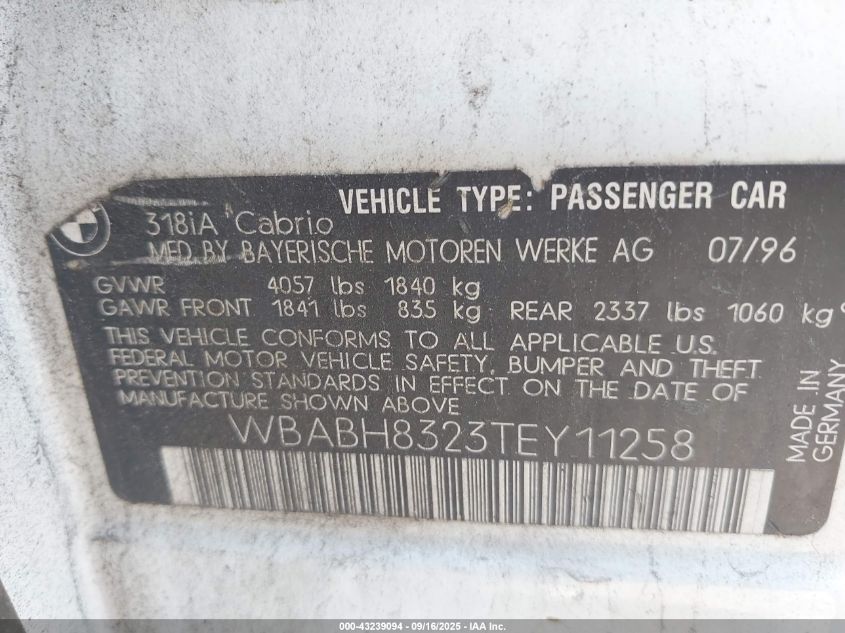 VEHICLE TYPE: PASSENGER CAR
318iA Cabrio
MFD BY BAYERISCHE MOTOREN WERKE AG 07/96
GVWR 4057 lbs 1840 kg
GAWR FRONT 1841 lbs 835 kg REAR 2337 lbs 1060 kg
THIS VEHICLE CONFORMS TO ALL APPLICABLE U.S.
FEDERAL MOTOR VEHICLE SAFETY, BUMPER AND THEFT
PREVENTION STANDARDS IN EFFECT ON THE DATE OF
MANUFACTURE SHOWN ABOVE
MADE IN
GERMANY
WBABH8323TEY11258
000-43239094 - 09/16/2025 - IAA Inc.